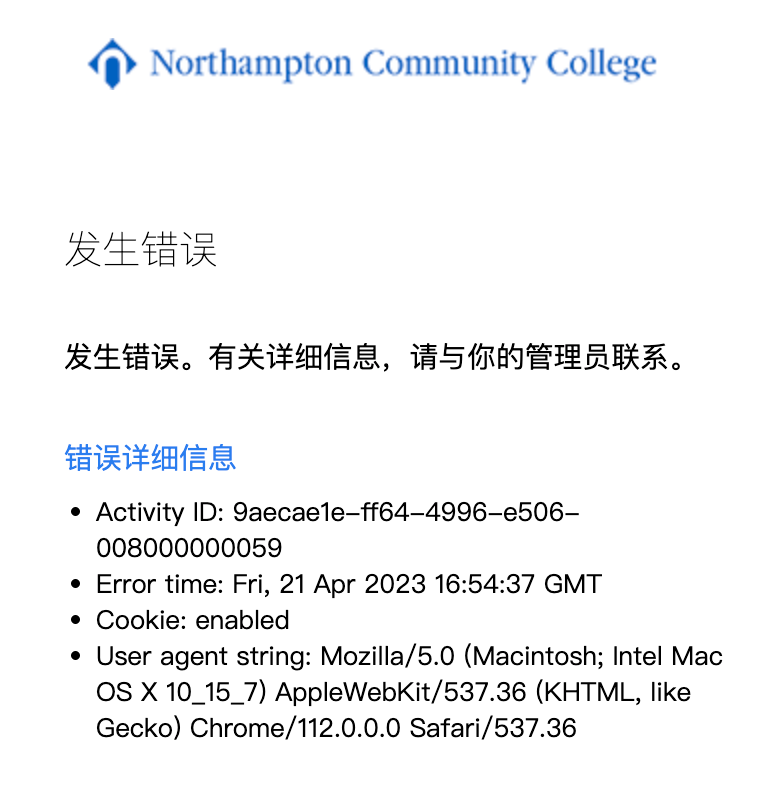 Northampton Community College
发生错误
发生错误。有关详细信息，请与你的管理员联系。
错误详细信息
• Activity ID: 9aecae1e-ff64-4996-e506-
008000000059
• Error time: Fri, 21 Apr 2023 16:54:37 GMT
• Cookie: enabled
• User agent string: Mozilla/5.0 (Macintosh; Intel Mac
OS X 10_15_7) AppleWebKit/537.36 (KHTML, like
Gecko) Chrome/112.0.0.0 Safari/537.36